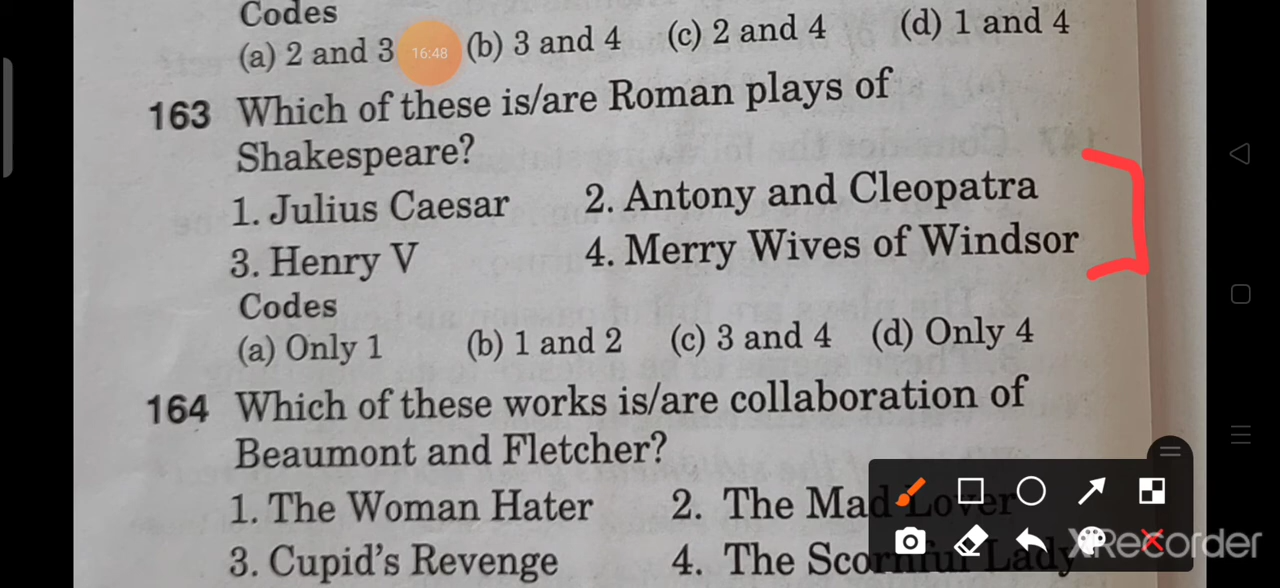 Codes
(a) 2 and 3 16:48 (b) 3 and 4 (c) 2 and 4 (d) 1 and 4
163 Which of these is/are Roman plays of
Shakespeare?
1. Julius Caesar 2. Antony and Cleopatra
3. Henry V 4. Merry Wives of Windsor
Codes
(a) Only 1 (b) 1 and 2 (c) 3 and 4 (d) Only 4
164 Which of these works is/are collaboration of
Beaumont and Fletcher?
1. The Woman Hater 2. The Mad Lover
3. Cupid's Revenge 4. The Scornful Lady
XRecorder